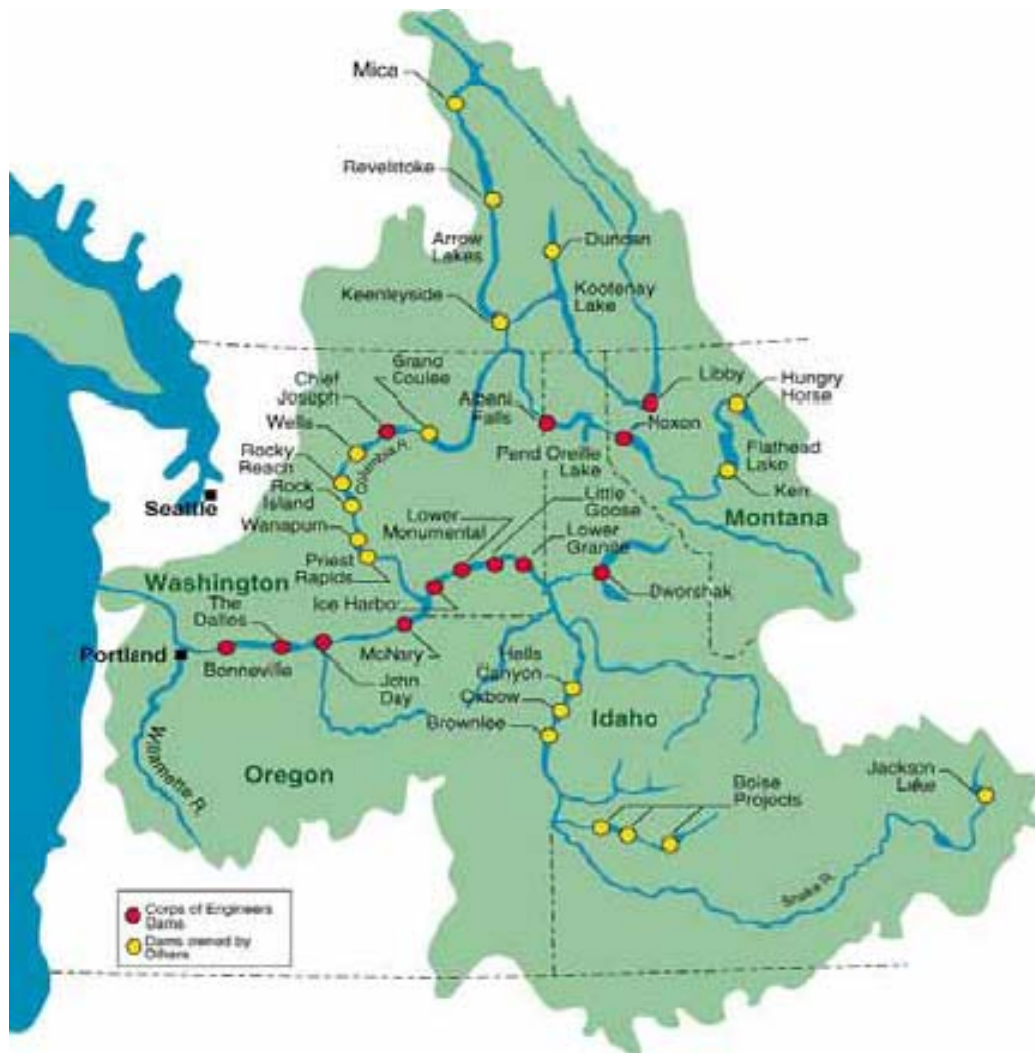 Mica
Revelstoke
Arrow
Lakes
Duncan
Keenleyside
Kootenay
Lake
Grand
Coulee
Chief
Joseph
Albeni
Falls
Libby
Hungry
Horse
Wells
Noxon
Columbia R.
Rocky
Reach
Pend Oreille
Lake
Flathead
Lake
Kerr
Seattle
Rock
Island
Little
Goose
Wanapum
Lower
Monumental
Lower
Granite
Montana
Priest
Rapids
Washington
Ice Harbor
Dworshak
The
Dalles
Portland
Bonneville
McNary
John
Day
Hells
Canyon
Oxbow
Brownlee
Idaho
Willamette R.
Oregon
Boise
Projects
Jackson
Lake
Snake R.
Corps of Engineers
Dams
Dams owned by
Others